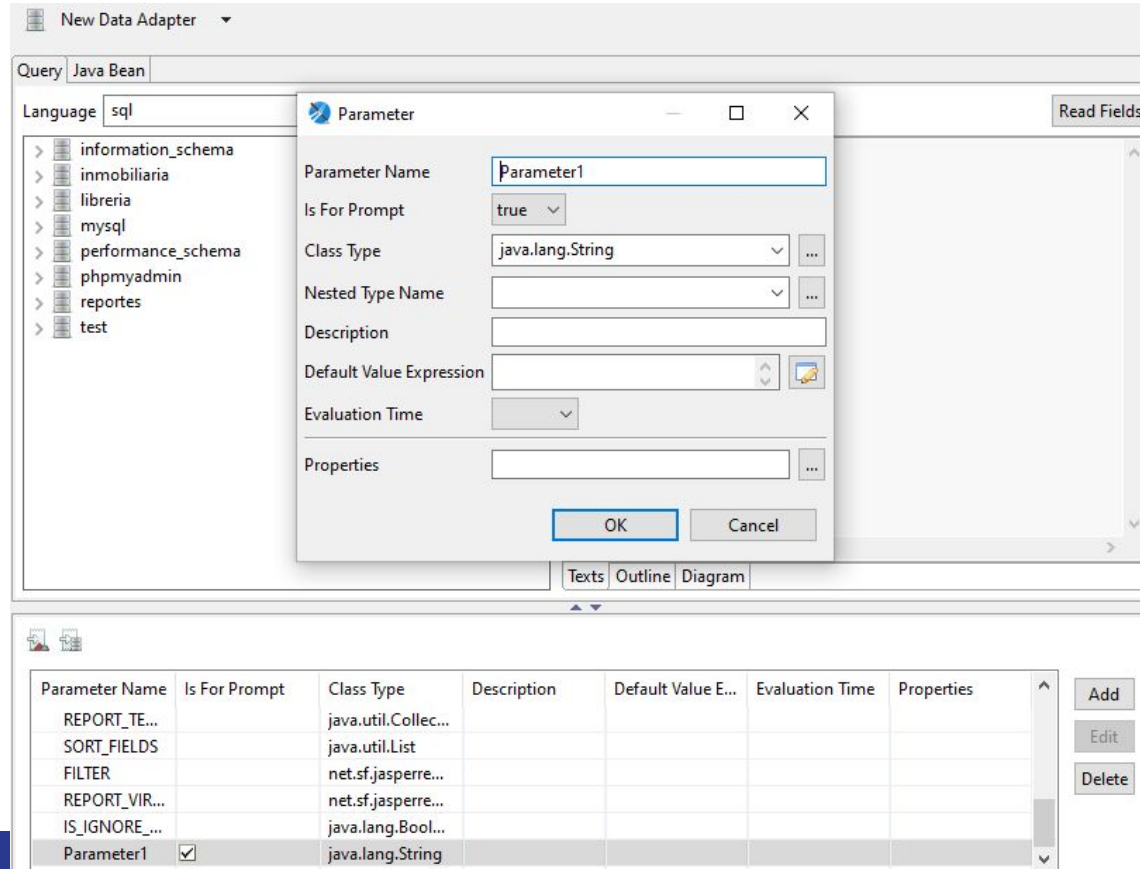 New Data Adapter
Query Java Bean
Language sql
Read Fields
information_schema
inmobiliaria
libreria
mysql
performance_schema
phpmyadmin
reportes
test
Parameter
Parameter Name Parameter1
Is For Prompt true
Class Type java.lang.String ...
Nested Type Name ...
Description
Default Value Expression
Evaluation Time
Properties ...
OK Cancel
Texts Outline Diagram
Parameter Name Is For Prompt Class Type Description Default Value E... Evaluation Time Properties
REPORT_TE... java.util.Collec...
SORT_FIELDS java.util.List
FILTER net.sf.jasperre...
REPORT_VIR... net.sf.jasperre...
IS_IGNORE_... java.lang.Bool...
Parameter1 java.lang.String
Add
Edit
Delete